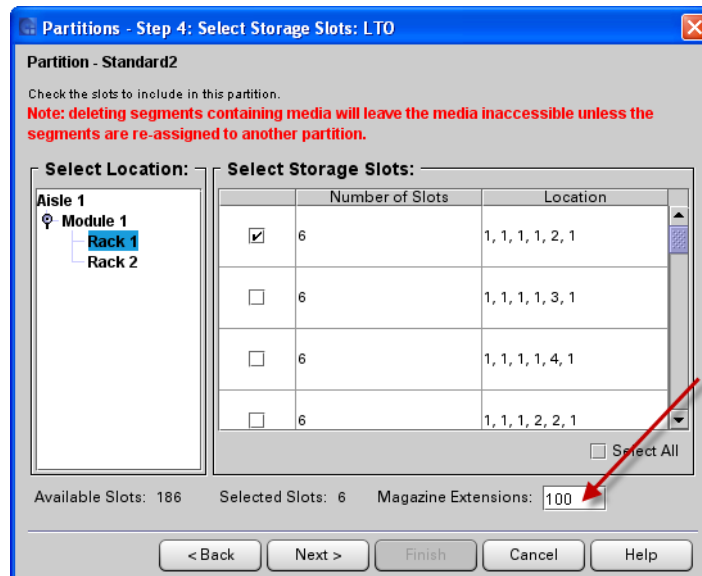 Partitions - Step 4: Select Storage Slots: LTO
Partition - Standard2
Check the slots to include in this partition.
Note: deleting segments containing media will leave the media inaccessible unless the
segments are re-assigned to another partition.
Select Location:
Select Storage Slots:
Aisle 1
Module 1
Rack 1
Rack 2
Number of Slots Location
6 1, 1, 1, 1, 2, 1
6 1, 1, 1, 1, 3, 1
6 1, 1, 1, 1, 4, 1
6 1, 1, 1, 2, 2, 1
Select All
Available Slots: 186 Selected Slots: 6 Magazine Extensions: 100
< Back Next > Finish Cancel Help